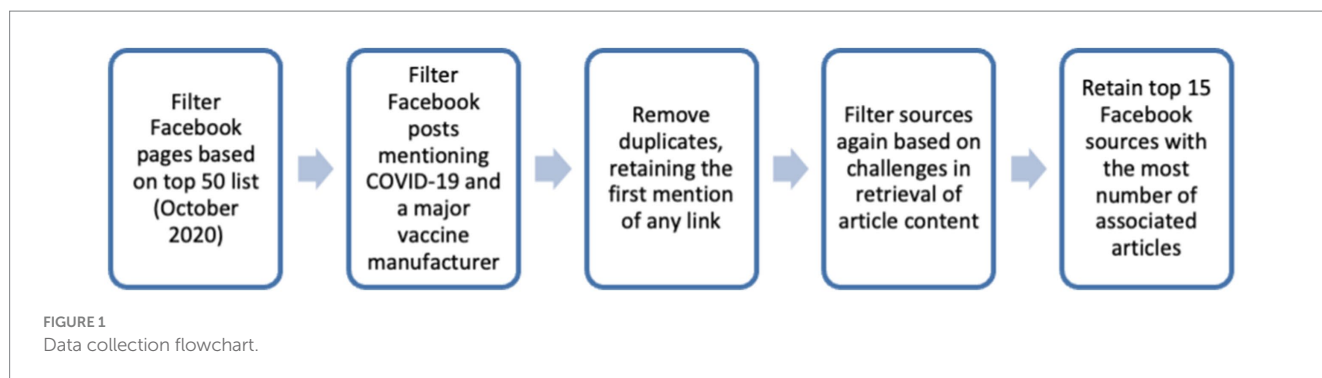 Filter
Facebook
pages based
on top 50 list
(October
2020)
Filter
Facebook
posts
mentioning
COVID-19 and
a major
vaccine
manufacturer
Remove
duplicates,
retaining the
first mention
of any link
Filter sources
again based on
challenges in
retrieval of
article content
Retain top 15
Facebook
sources with
the most
number of
associated
articles
FIGURE 1
Data collection flowchart.